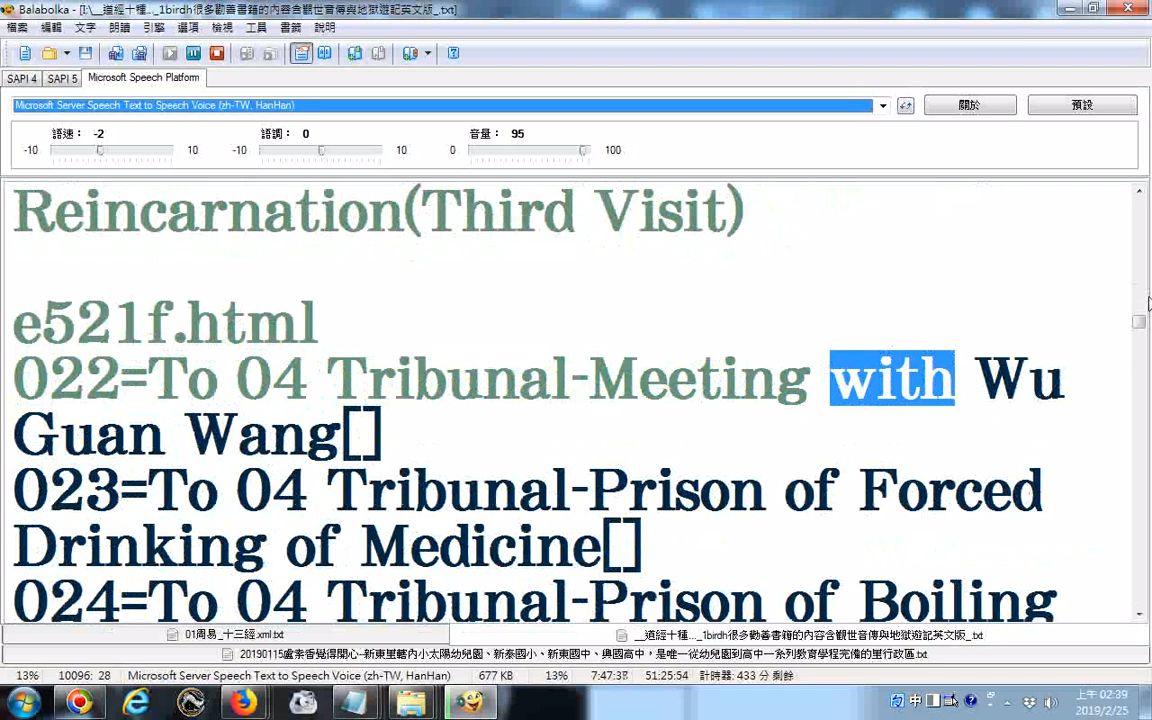 Balabolka - [I:\__道經十種..._1birdh很多勸善書籍的內容含觀世音傳與地獄遊記英文版_.txt]
檔案 編輯 文字 朗讀 引擎 選項 檢視 工具 書籤 說明
SAPI 4 SAPI 5 Microsoft Speech Platform
Microsoft Server Speech Text to Speech Voice (zh-TW, HanHan) 關於 預設
語速： -2 語調： 0 音量： 95
-10 10 -10 10 0 100
Reincarnation(Third Visit)
e521f.html
022=To 04 Tribunal-Meeting with Wu
Guan Wang[]
023=To 04 Tribunal-Prison of Forced
Drinking of Medicine[]
024=To 04 Tribunal-Prison of Boiling
01周易_十三經.xml.txt __道經十種..._1birdh很多勸善書籍的內容含觀世音傳與地獄遊記英文版_.txt
20190115盧素香覺得開心--新東里轄內小太陽幼兒園、新泰國小、新東國中、興國高中，是唯一從幼兒園到高中一系列教育學程完備的里行政區.txt
13% 10096: 28 Microsoft Server Speech Text to Speech Voice (zh-TW, HanHan) 677 KB 13% 51:25:54 計時器: 433 分 剩餘
中 上午 02:39
2019/2/25